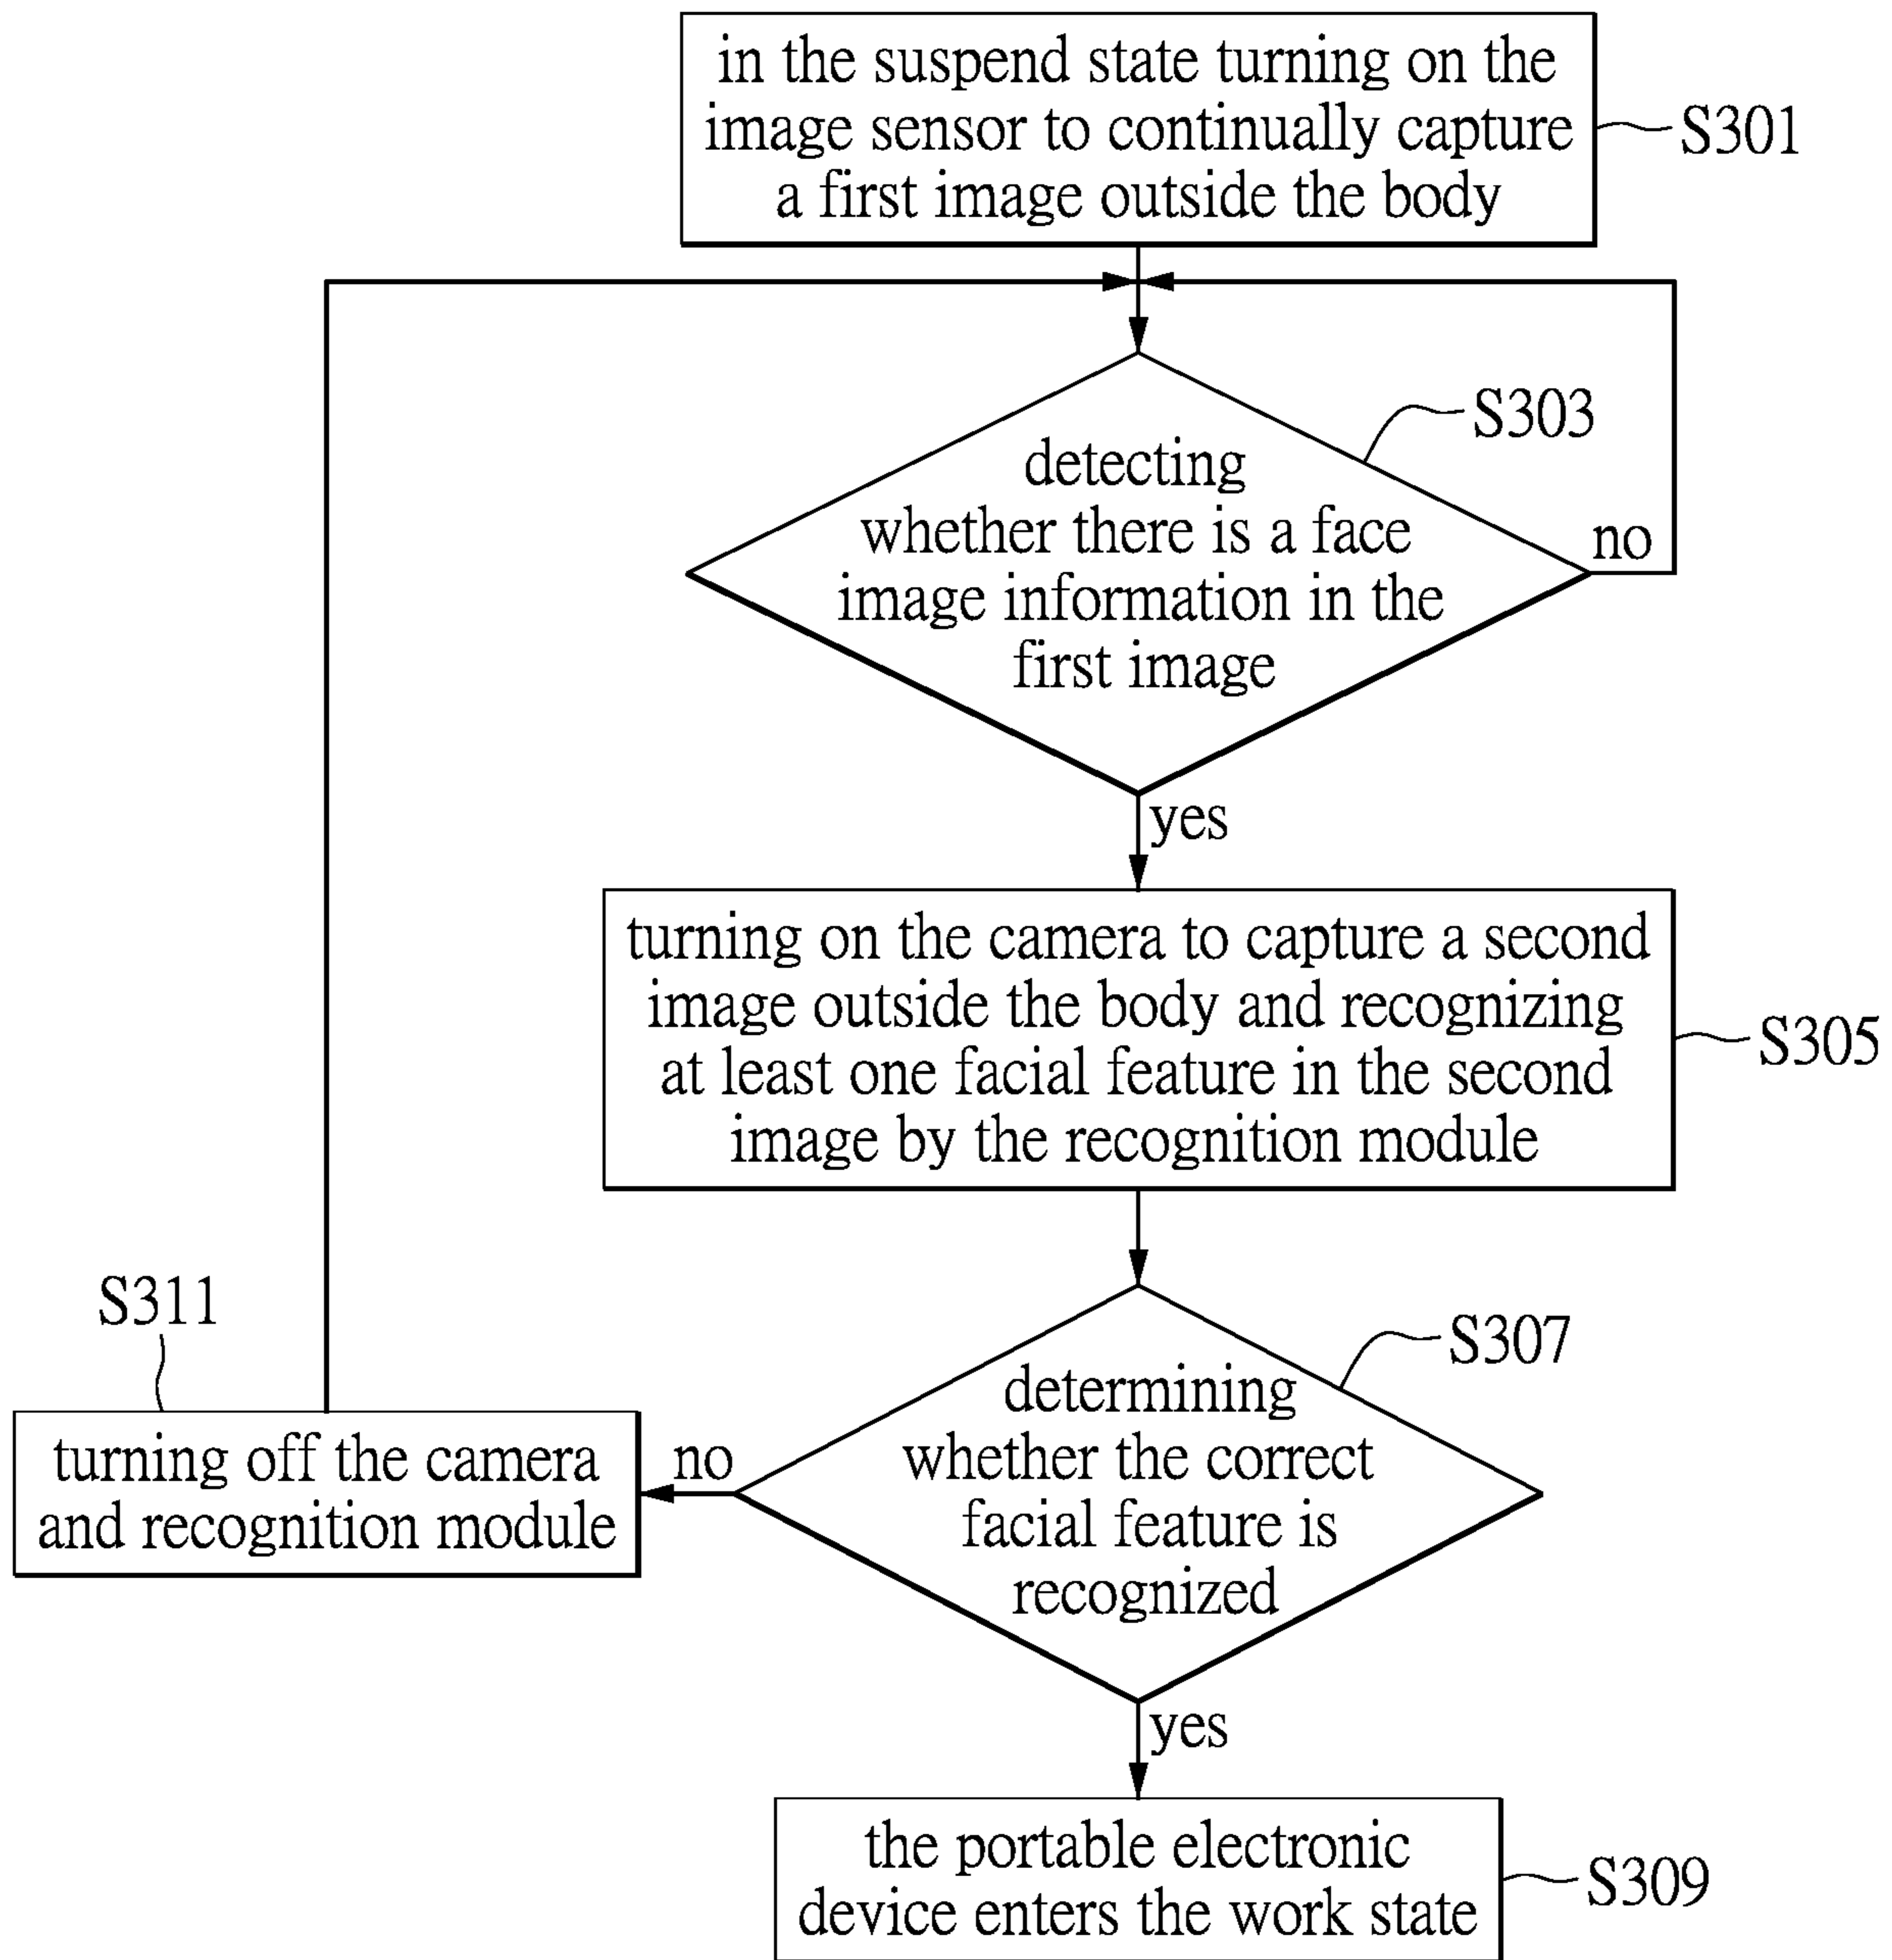 in the suspend state turning on the
image sensor to continually capture
a first image outside the body
S301
S303
detecting
whether there is a face
image information in the
first image
no
yes
turning on the camera to capture a second
image outside the body and recognizing
at least one facial feature in the second
image by the recognition module
S305
S307
determining
whether the correct
facial feature is
recognized
no
S311
turning off the camera
and recognition module
yes
the portable electronic
device enters the work state
S309